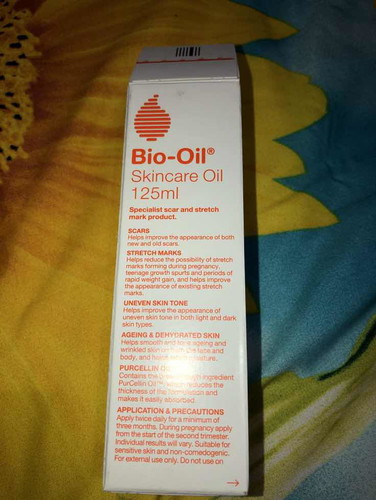 Bio-Oil®
Skincare Oil
125ml
Specialist scar and stretch
mark product.
SCARS
Helps improve the appearance of both
new and old scars.
STRETCH MARKS
Helps reduce the possibility of stretch
marks forming during pregnancy,
teenage growth spurts and periods of
rapid weight gain, and helps improve
the appearance of existing stretch
marks.
UNEVEN SKIN TONE
Helps improve the appearance of
uneven skin tone in both light and dark
skin types.
AGEING & DEHYDRATED SKIN
Helps smooth and tone ageing and
wrinkled skin on both the face and
body, and
PURCELLIN OIL
Contains the ingredient
PurCellin Oil™, which reduces the
thickness of the formulation and
makes it easily absorbed.
APPLICATION & PRECAUTIONS
Apply twice daily for a minimum of
three months. During pregnancy apply
from the start of the second trimester.
Individual results will vary. Suitable for
sensitive skin and non-comedogenic.
For external use only. Do not use on